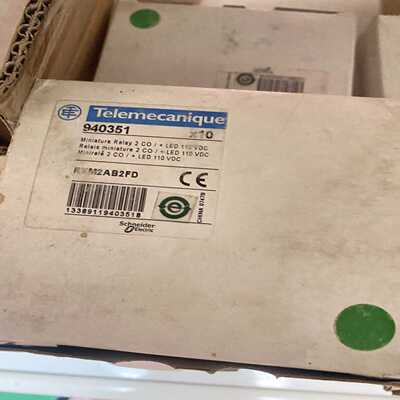 Telemecanique
940351 x10
Miniature Relay 2 CO / + LED 110 VDC
Relais miniature 2 CO / + LED 110 VDC
Minirelé 2 CO / + LED 110 VDC
RXM2AB2FD
CE
13389119403518
Schneider
Electric